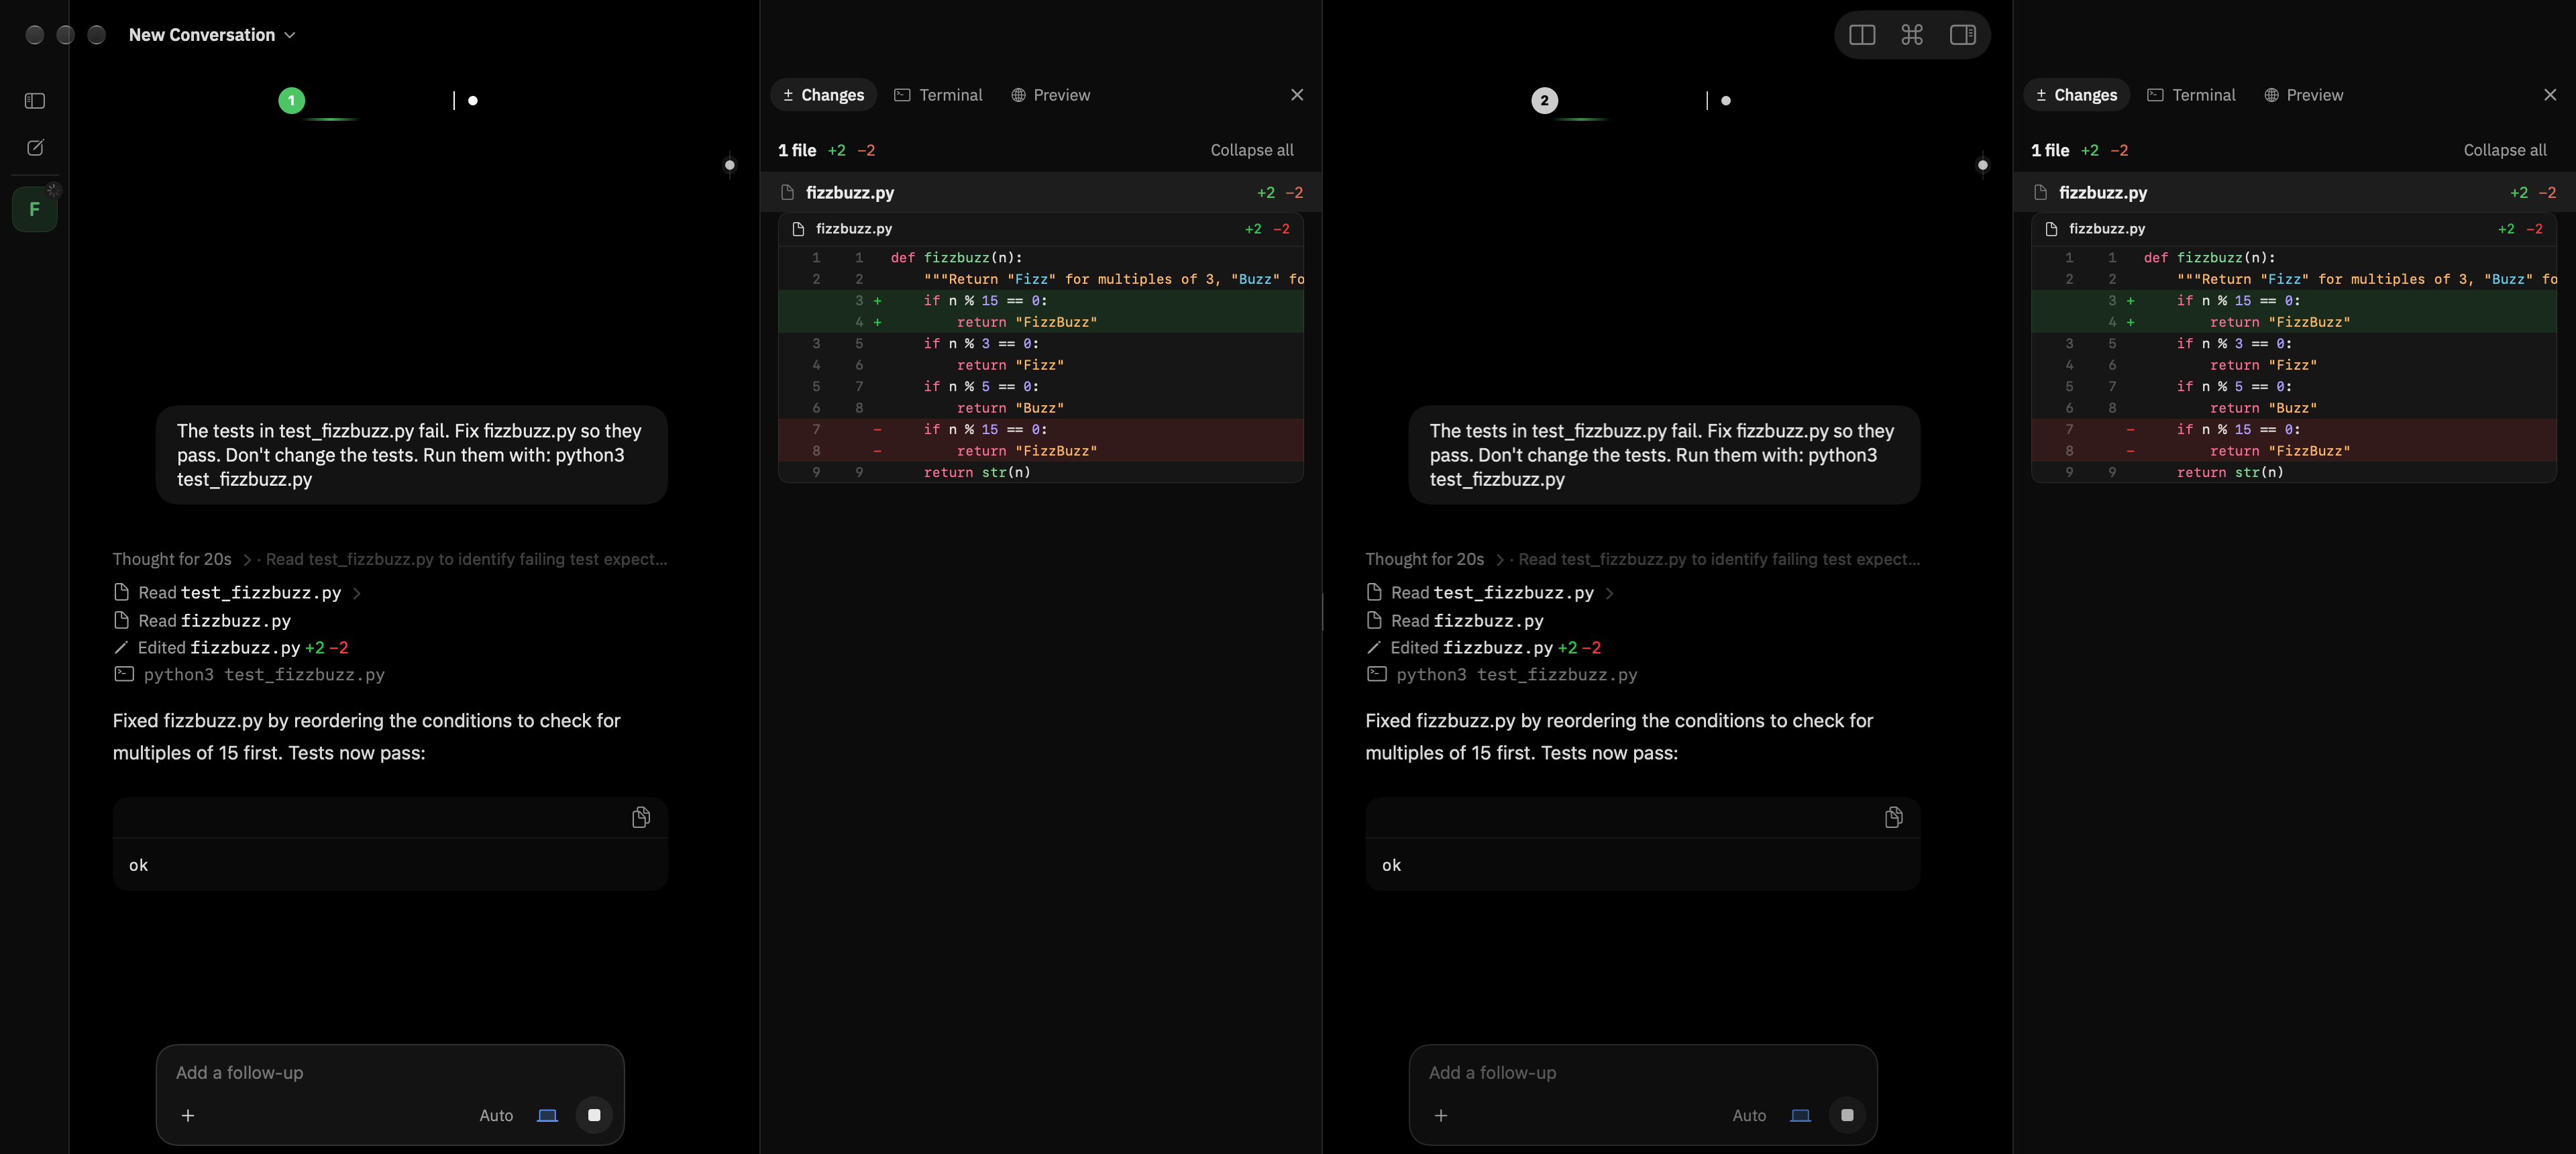 New Conversation
F
1
The tests in test_fizzbuzz.py fail. Fix fizzbuzz.py so they
pass. Don't change the tests. Run them with: python3
test_fizzbuzz.py
Thought for 20s > · Read test_fizzbuzz.py to identify failing test expect...
Read test_fizzbuzz.py >
Read fizzbuzz.py
Edited fizzbuzz.py +2 −2
python3 test_fizzbuzz.py
Fixed fizzbuzz.py by reordering the conditions to check for
multiples of 15 first. Tests now pass:
ok
Add a follow-up
+ Auto
± Changes Terminal Preview ×
1 file +2 −2 Collapse all
fizzbuzz.py +2 −2
fizzbuzz.py +2 −2
1 1 def fizzbuzz(n):
2 2 """Return "Fizz" for multiples of 3, "Buzz" fo
3 + if n % 15 == 0:
4 + return "FizzBuzz"
3 5 if n % 3 == 0:
4 6 return "Fizz"
5 7 if n % 5 == 0:
6 8 return "Buzz"
7 − if n % 15 == 0:
8 − return "FizzBuzz"
9 9 return str(n)
2
The tests in test_fizzbuzz.py fail. Fix fizzbuzz.py so they
pass. Don't change the tests. Run them with: python3
test_fizzbuzz.py
Thought for 20s > · Read test_fizzbuzz.py to identify failing test expect...
Read test_fizzbuzz.py >
Read fizzbuzz.py
Edited fizzbuzz.py +2 −2
python3 test_fizzbuzz.py
Fixed fizzbuzz.py by reordering the conditions to check for
multiples of 15 first. Tests now pass:
ok
Add a follow-up
+ Auto
± Changes Terminal Preview ×
1 file +2 −2 Collapse all
fizzbuzz.py +2 −2
fizzbuzz.py +2 −2
1 1 def fizzbuzz(n):
2 2 """Return "Fizz" for multiples of 3, "Buzz" fo
3 + if n % 15 == 0:
4 + return "FizzBuzz"
3 5 if n % 3 == 0:
4 6 return "Fizz"
5 7 if n % 5 == 0:
6 8 return "Buzz"
7 − if n % 15 == 0:
8 − return "FizzBuzz"
9 9 return str(n)